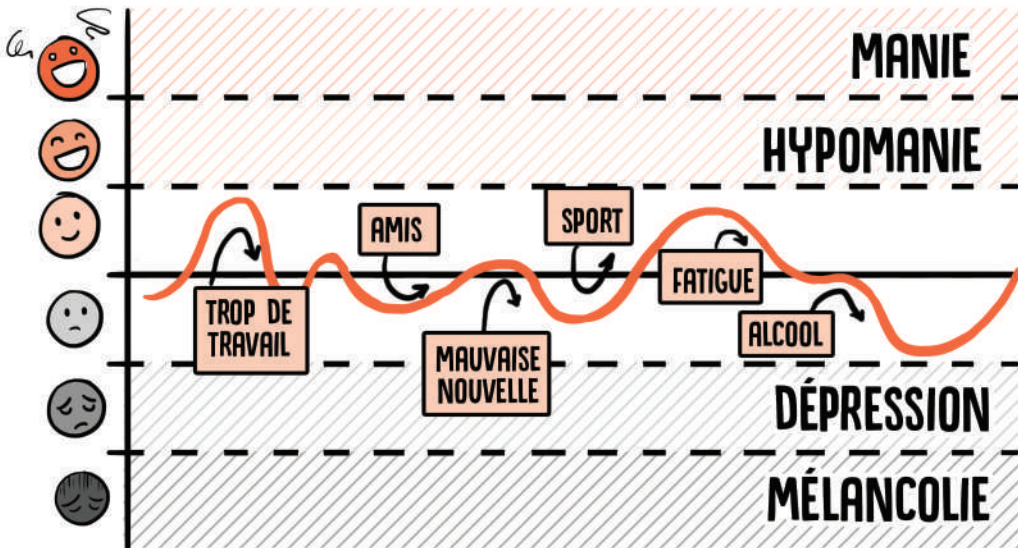 MANIE
HYPOMANIE
AMIS
SPORT
TROP DE
TRAVAIL
MAUVAISE
NOUVELLE
FATIGUE
ALCOOL
DÉPRESSION
MÉLANCOLIE